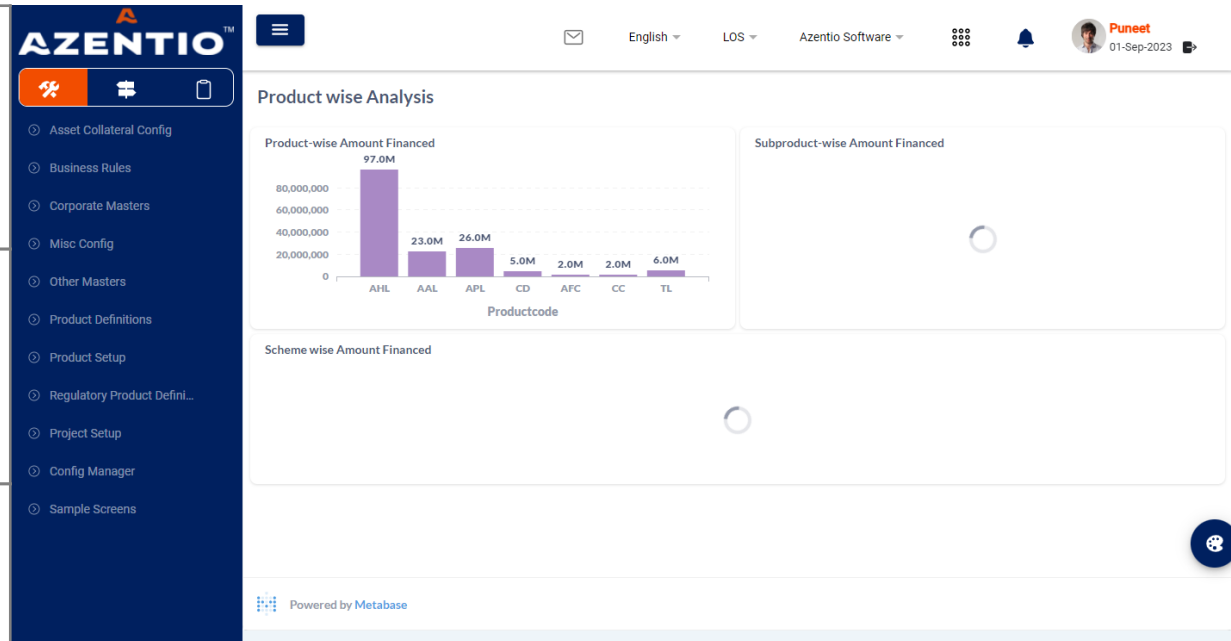 AZENTIO™
English
LOS
Azentio Software
Puneet
01-Sep-2023
Asset Collateral Config
Business Rules
Corporate Masters
Misc Config
Other Masters
Product Definitions
Product Setup
Regulatory Product Defini...
Project Setup
Config Manager
Sample Screens
Product wise Analysis
Product-wise Amount Financed
97.0M
80,000,000
60,000,000
40,000,000
20,000,000
0
23.0M
26.0M
5.0M
2.0M
2.0M
6.0M
AHL
AAL
APL
CD
AFC
CC
TL
Productcode
Subproduct-wise Amount Financed
Scheme wise Amount Financed
Powered by Metabase